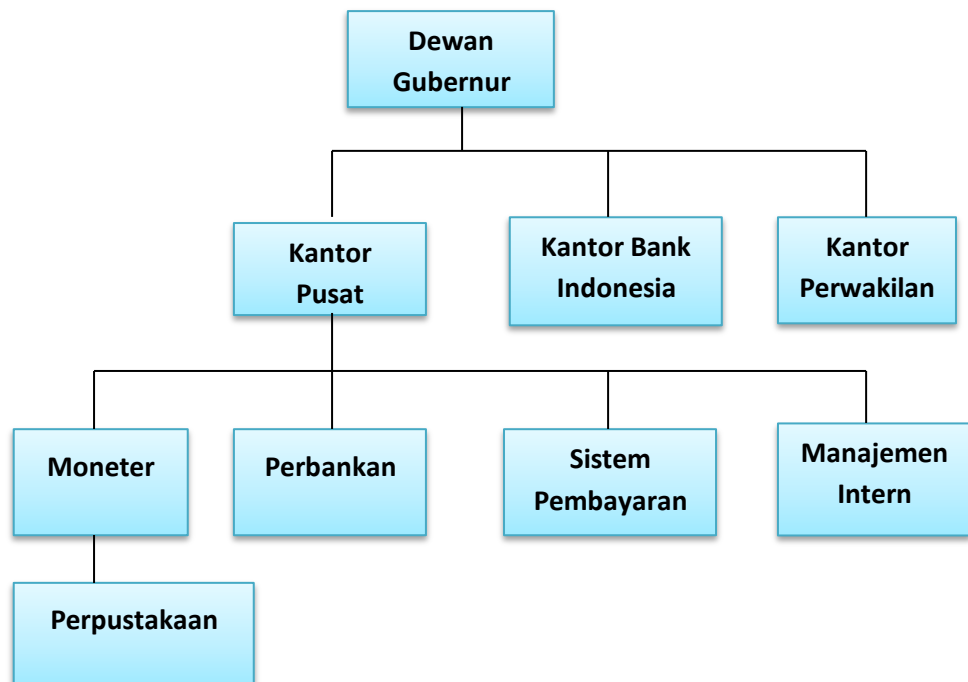 Dewan
Gubernur
Kantor
Pusat
Kantor Bank
Indonesia
Kantor
Perwakilan
Moneter
Perbankan
Sistem
Pembayaran
Manajemen
Intern
Perpustakaan